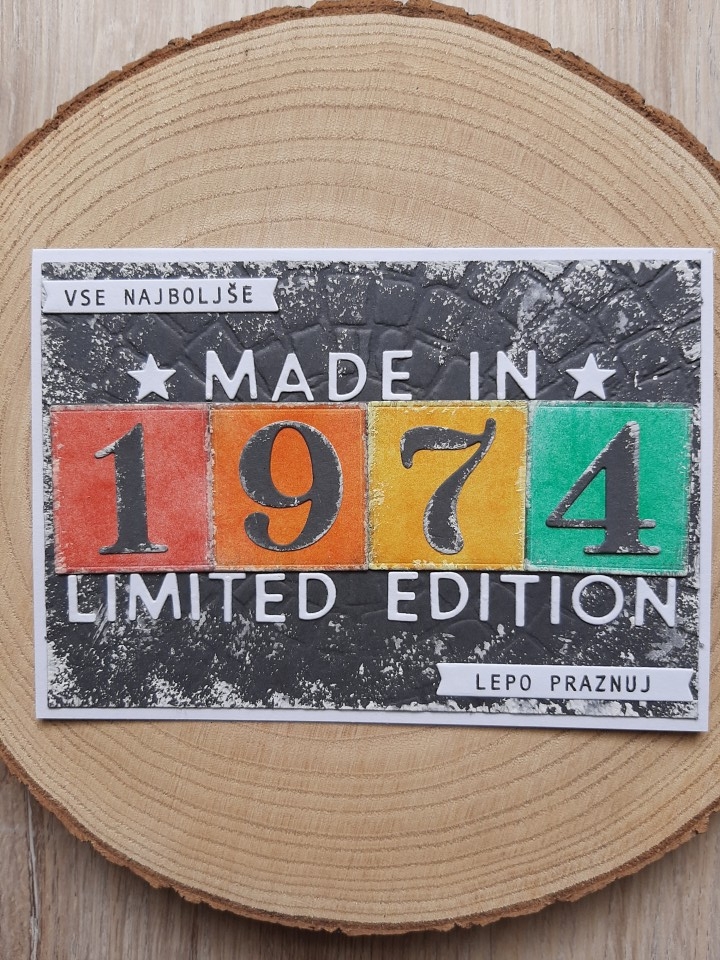 VSE NAJBOLJŠE
MADE IN
1974
LIMITED EDITION
LEPO PRAZNUJ